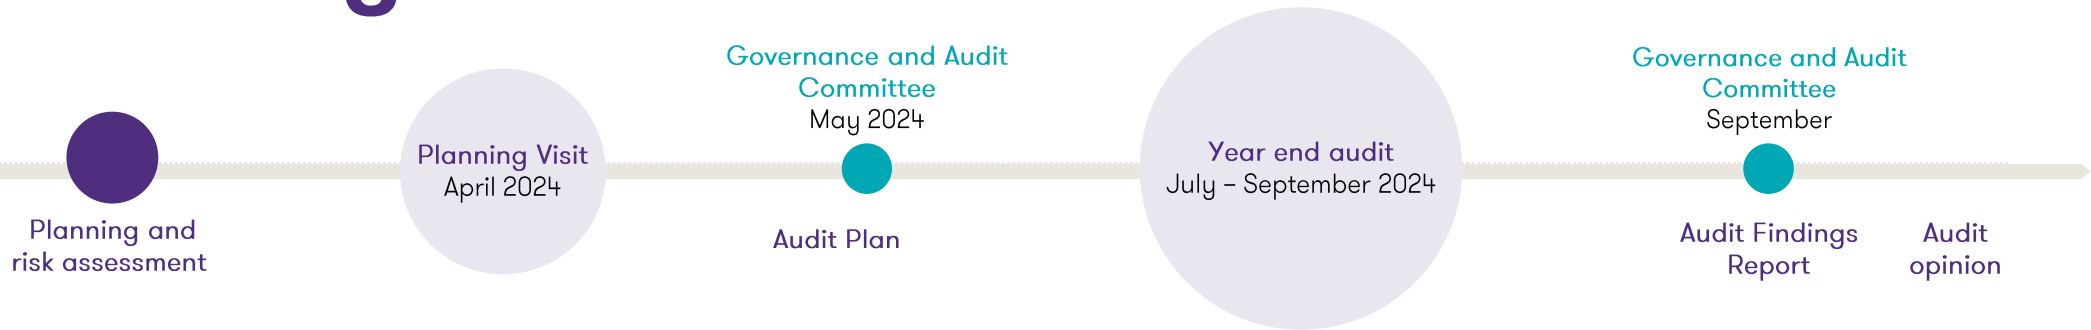 Planning and
risk assessment
Planning Visit
April 2024
Governance and Audit
Committee
May 2024
Audit Plan
Year end audit
July – September 2024
Governance and Audit
Committee
September
Audit Findings
Report
Audit
opinion